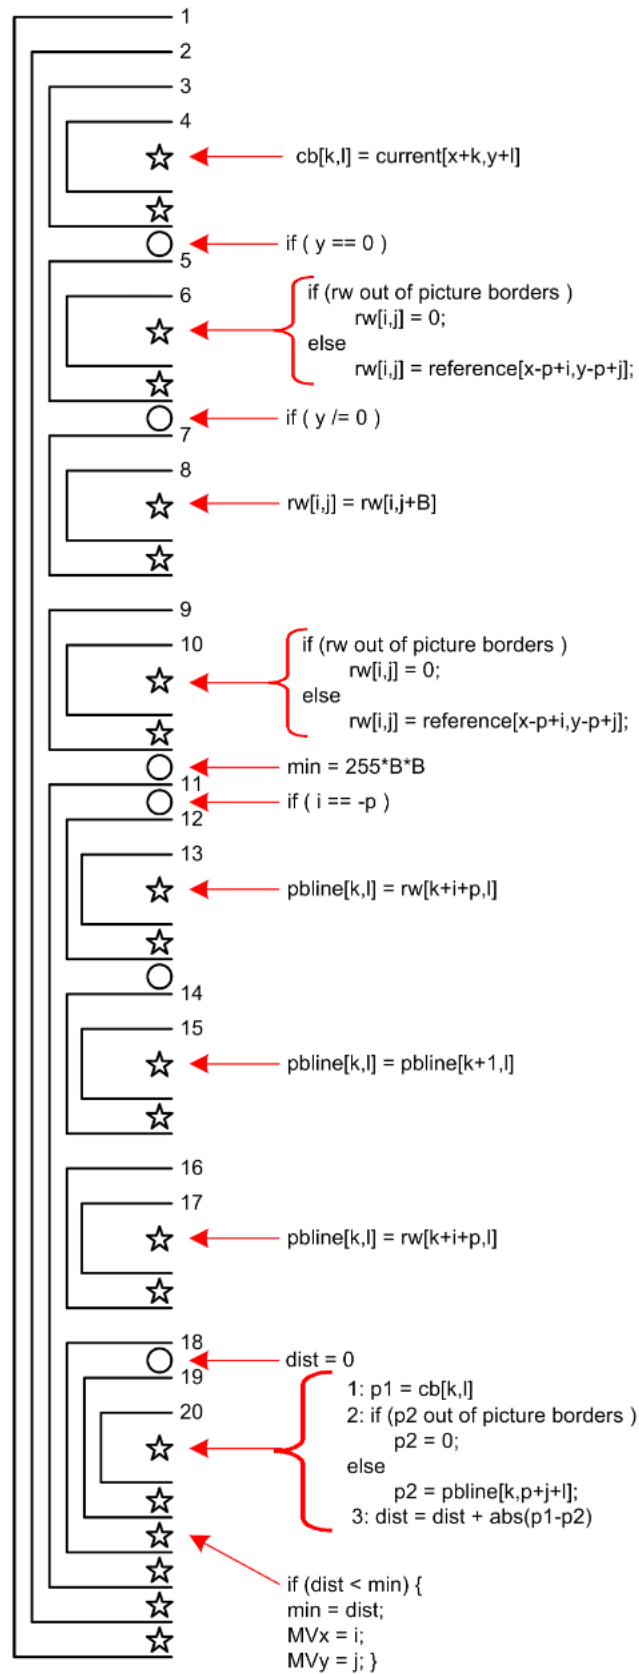 1
2
3
4
cb[k,l] = current[x+k,y+l]
if ( y == 0 )
5
6
if (rw out of picture borders )
rw[i,j] = 0;
else
rw[i,j] = reference[x-p+i,y-p+j];
if ( y /= 0 )
7
8
rw[i,j] = rw[i,j+B]
9
10
if (rw out of picture borders )
rw[i,j] = 0;
else
rw[i,j] = reference[x-p+i,y-p+j];
min = 255*B*B
11
if ( i == -p )
12
13
pbline[k,l] = rw[k+i+p,l]
14
15
pbline[k,l] = pbline[k+1,l]
16
17
pbline[k,l] = rw[k+i+p,l]
18
dist = 0
19
1: p1 = cb[k,l]
20
2: if (p2 out of picture borders )
p2 = 0;
else
p2 = pbline[k,p+j+l];
3: dist = dist + abs(p1-p2)
if (dist < min) {
min = dist;
MVx = i;
MVy = j; }